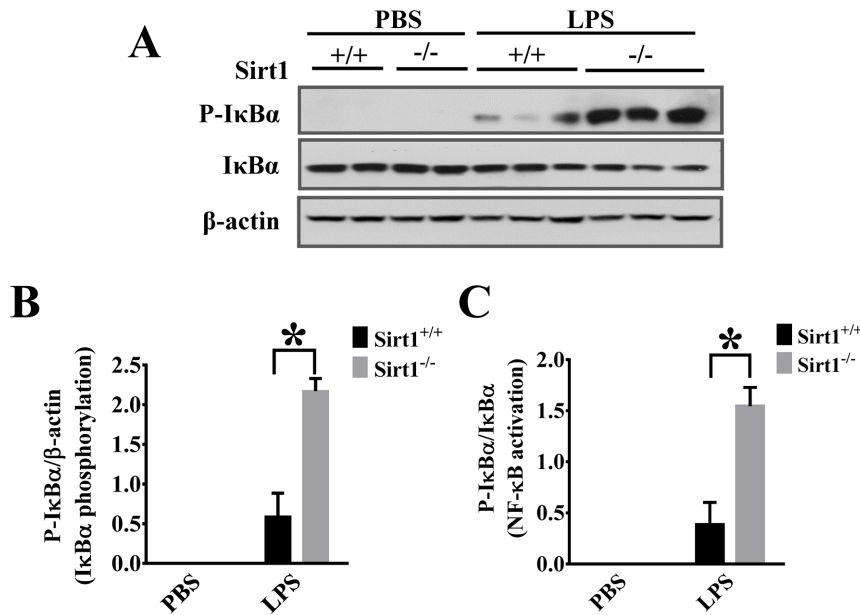 A
PBS LPS
Sirt1 +/+ -/- +/+ -/-
P-IκBα
IκBα
β-actin
B
Sirt1+/+
Sirt1-/-
*
P-IκBα/β-actin
(IκBα phosphorylation)
2.5
2.0
1.5
1.0
0.5
0.0
PBS LPS
C
Sirt1+/+
Sirt1-/-
*
P-IκBα/IκBα
(NF-κB activation)
2.0
1.5
1.0
0.5
0.0
PBS LPS